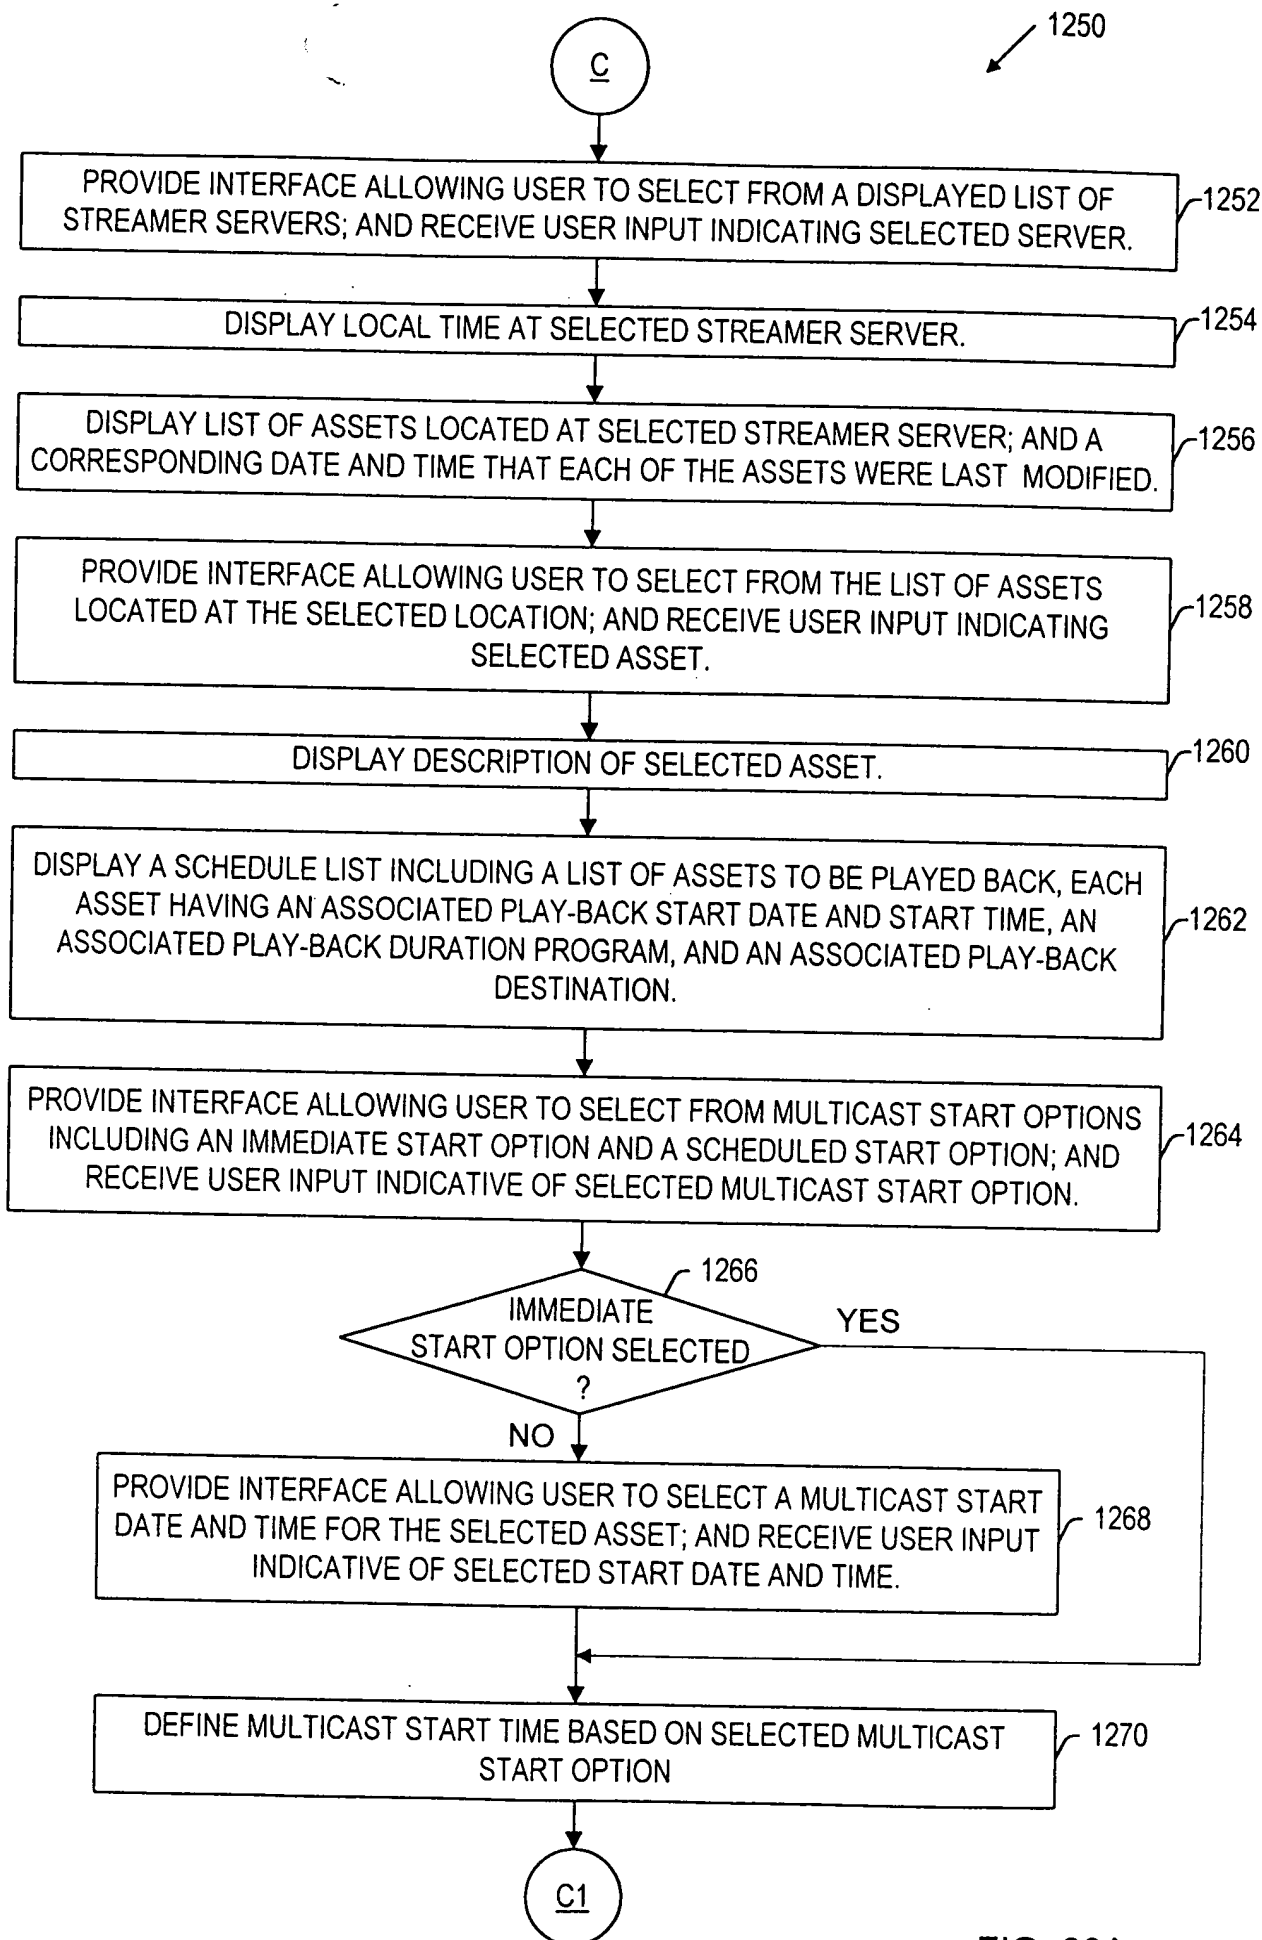 1250
C
PROVIDE INTERFACE ALLOWING USER TO SELECT FROM A DISPLAYED LIST OF
STREAMER SERVERS; AND RECEIVE USER INPUT INDICATING SELECTED SERVER.
1252
DISPLAY LOCAL TIME AT SELECTED STREAMER SERVER.
1254
DISPLAY LIST OF ASSETS LOCATED AT SELECTED STREAMER SERVER; AND A
CORRESPONDING DATE AND TIME THAT EACH OF THE ASSETS WERE LAST MODIFIED.
1256
PROVIDE INTERFACE ALLOWING USER TO SELECT FROM THE LIST OF ASSETS
LOCATED AT THE SELECTED LOCATION; AND RECEIVE USER INPUT INDICATING
SELECTED ASSET.
1258
DISPLAY DESCRIPTION OF SELECTED ASSET.
1260
DISPLAY A SCHEDULE LIST INCLUDING A LIST OF ASSETS TO BE PLAYED BACK, EACH
ASSET HAVING AN ASSOCIATED PLAY-BACK START DATE AND START TIME, AN
ASSOCIATED PLAY-BACK DURATION PROGRAM, AND AN ASSOCIATED PLAY-BACK
DESTINATION.
1262
PROVIDE INTERFACE ALLOWING USER TO SELECT FROM MULTICAST START OPTIONS
INCLUDING AN IMMEDIATE START OPTION AND A SCHEDULED START OPTION; AND
RECEIVE USER INPUT INDICATIVE OF SELECTED MULTICAST START OPTION.
1264
1266
IMMEDIATE
START OPTION SELECTED
?
YES
NO
PROVIDE INTERFACE ALLOWING USER TO SELECT A MULTICAST START
DATE AND TIME FOR THE SELECTED ASSET; AND RECEIVE USER INPUT
INDICATIVE OF SELECTED START DATE AND TIME.
1268
DEFINE MULTICAST START TIME BASED ON SELECTED MULTICAST
START OPTION
1270
C1